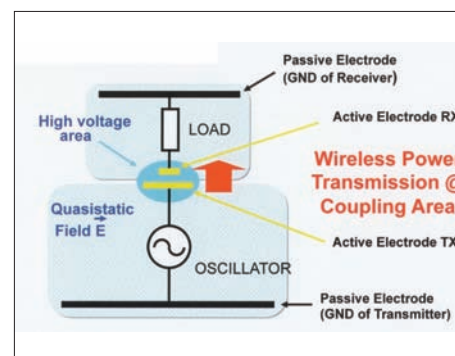 Passive Electrode
(GND of Receiver)
High voltage
area
LOAD
Active Electrode RX
Wireless Power
Transmission @
Coupling Area
Quasistatic
Field E
Active Electrode TX
OSCILLATOR
Passive Electrode
(GND of Transmitter)